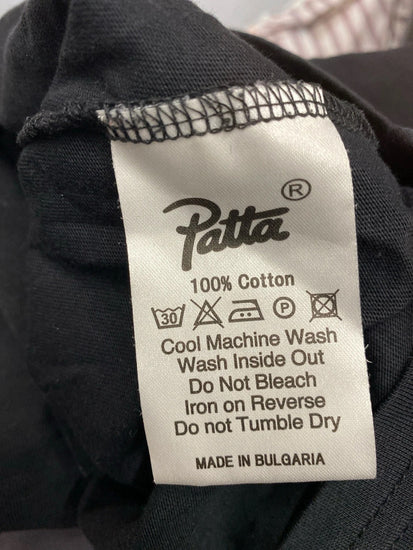 Patta ®
100% Cotton
30 P
Cool Machine Wash
Wash Inside Out
Do Not Bleach
Iron on Reverse
Do not Tumble Dry
MADE IN BULGARIA